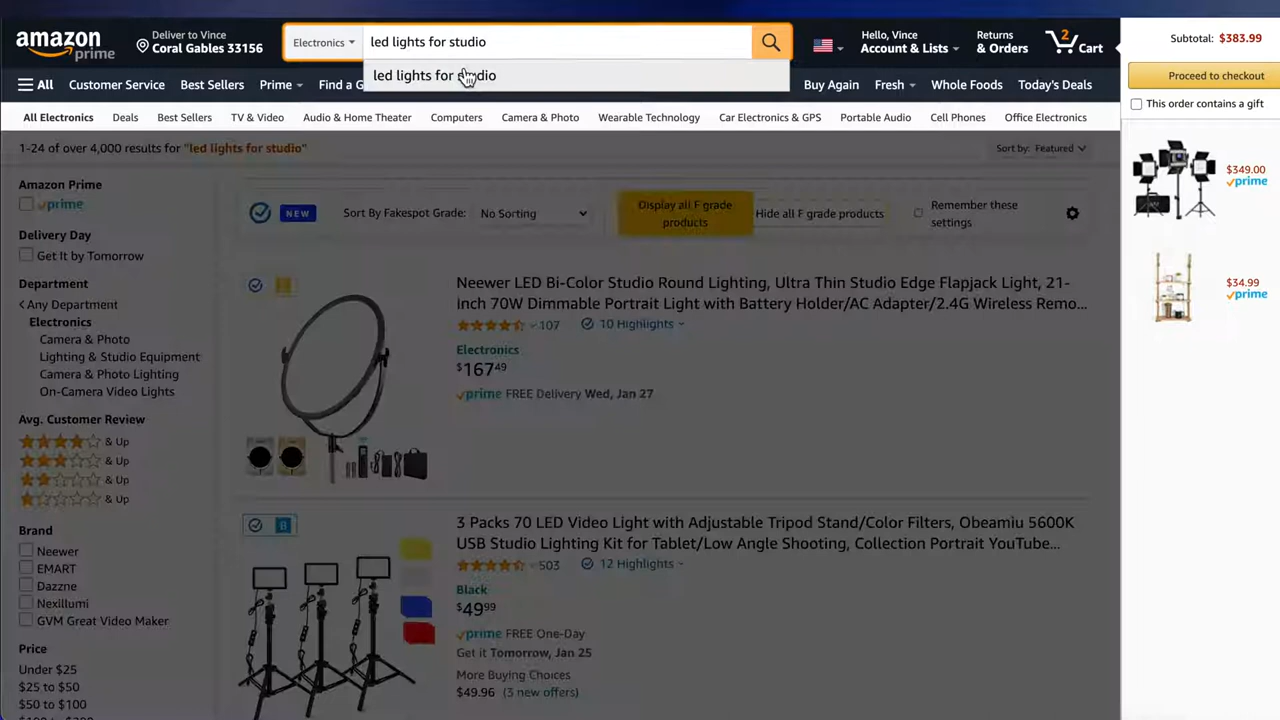 amazon
prime
Deliver to Vince
Coral Gables 33156
Electronics
led lights for studio
Hello, Vince
Account & Lists
Returns
& Orders
2
Cart
Subtotal: $383.99
led lights for studio
All
Customer Service
Best Sellers
Prime
Find a G
Buy Again
Fresh
Whole Foods
Today's Deals
Proceed to checkout
This order contains a gift
All Electronics
Deals
Best Sellers
TV & Video
Audio & Home Theater
Computers
Camera & Photo
Wearable Technology
Car Electronics & GPS
Portable Audio
Cell Phones
Office Electronics
1-24 of over 4,000 results for "led lights for studio"
Sort by: Featured
Amazon Prime
prime
Delivery Day
Get It by Tomorrow
Department
Any Department
Electronics
Camera & Photo
Lighting & Studio Equipment
Camera & Photo Lighting
On-Camera Video Lights
Avg. Customer Review
& Up
& Up
& Up
& Up
Brand
Neewer
EMART
Dazzne
Nexillumi
GVM Great Video Maker
Price
Under $25
$25 to $50
$50 to $100
NEW
Sort By Fakespot Grade:
No Sorting
Display all F grade
products
Hide all F grade products
Remember these
settings
Neewer LED Bi-Color Studio Round Lighting, Ultra Thin Studio Edge Flapjack Light, 21-
inch 70W Dimmable Portrait Light with Battery Holder/AC Adapter/2.4G Wireless Remo...
107
10 Highlights
Electronics
$16749
prime FREE Delivery Wed, Jan 27
B
3 Packs 70 LED Video Light with Adjustable Tripod Stand/Color Filters, Obeamiu 5600K
USB Studio Lighting Kit for Tablet/Low Angle Shooting, Collection Portrait YouTube...
503
12 Highlights
Black
$4999
prime FREE One-Day
Get it Tomorrow, Jan 25
More Buying Choices
$49.96 (3 new offers)
$349.00
prime
$34.99
prime